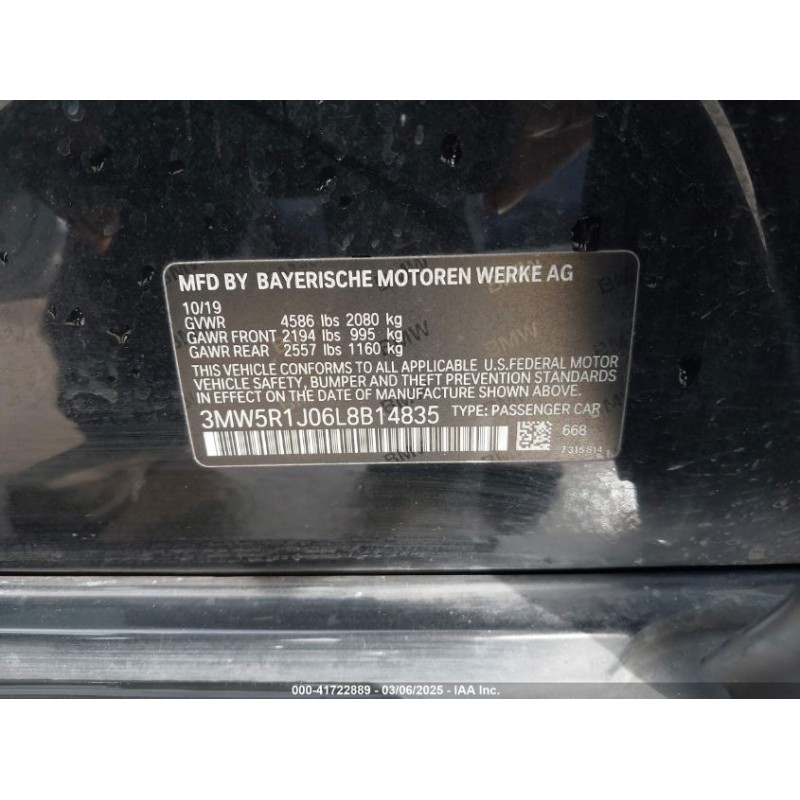 MFD BY BAYERISCHE MOTOREN WERKE AG
10/19
GVWR 4586 lbs 2080 kg
GAWR FRONT 2194 lbs 995 kg
GAWR REAR 2557 lbs 1160 kg
THIS VEHICLE CONFORMS TO ALL APPLICABLE U.S. FEDERAL MOTOR
VEHICLE SAFETY, BUMPER AND THEFT PREVENTION STANDARDS
IN EFFECT ON THE DATE OF MANUFACTURE SHOWN ABOVE.
3MW5R1J06L8B14835 TYPE: PASSENGER CAR
668
000-41722889 - 03/06/2025 - IAA Inc.